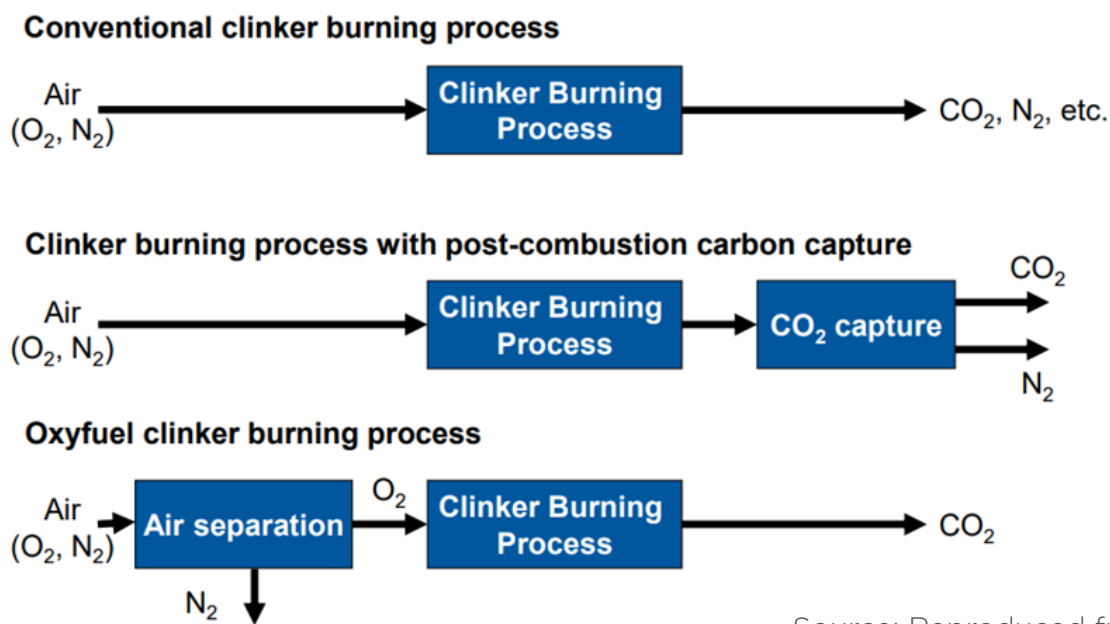 Conventional clinker burning process
Air
(O₂, N₂)
Clinker Burning
Process
CO₂, N₂, etc.
Clinker burning process with post-combustion carbon capture
Air
(O₂, N₂)
Clinker Burning
Process
CO₂ capture
CO₂
N₂
Oxyfuel clinker burning process
Air
(O₂, N₂)
Air separation
N₂
O₂
Clinker Burning
Process
CO₂
Source: Reproduced